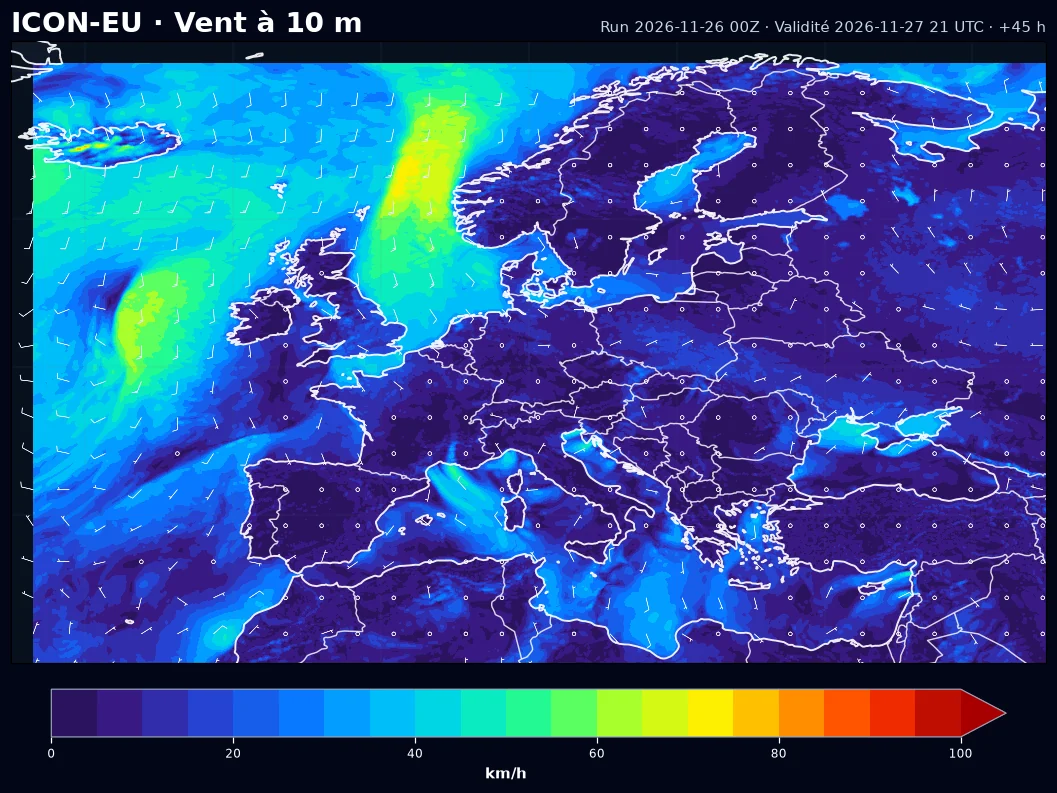 ICON-EU · Vent à 10 m
Run 2026-11-26 00Z · Validité 2026-11-27 21 UTC · +45 h
0 20 40 60 80 100
km/h